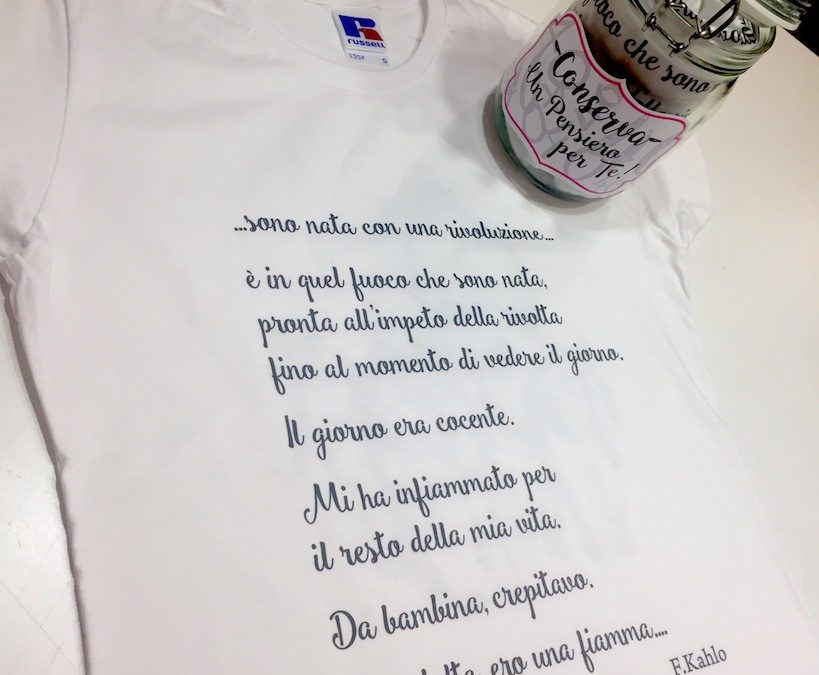 russell
155F S
fuoco che sono
-Conserva-
Un Pensiero
per Te!
...sono nata con una rivoluzione...
è in quel fuoco che sono nata,
pronta all'impeto della rivolta
fino al momento di vedere il giorno.
Il giorno era cocente.
Mi ha infiammato per
il resto della mia vita.
Da bambina, crepitavo.
ero una fiamma....
F.Kahlo